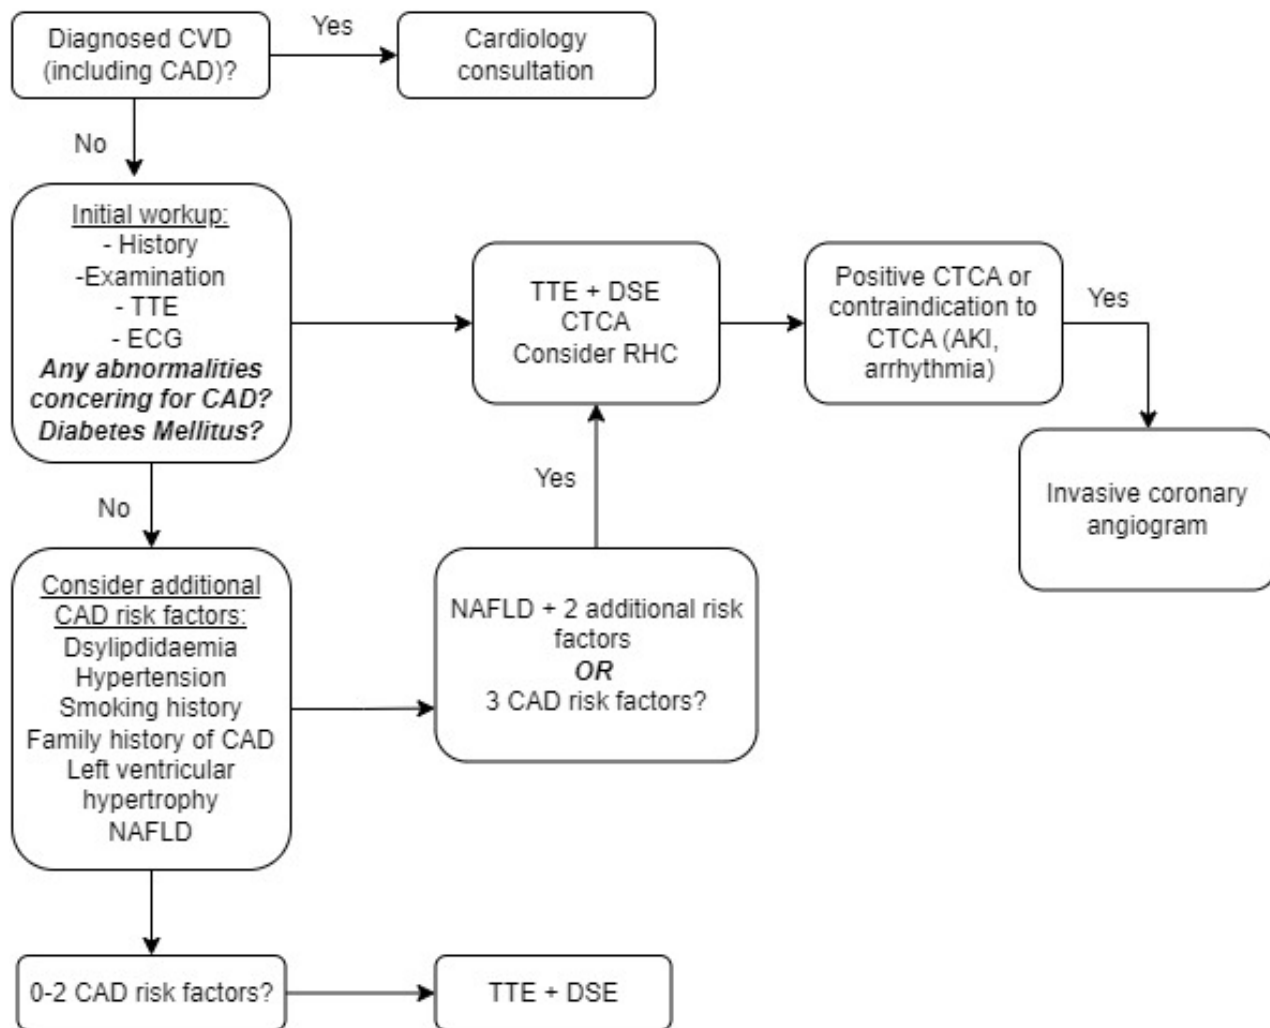 Diagnosed CVD
(including CAD)?
Yes
Cardiology
consultation
No
Initial workup:
- History
-Examination
- TTE
- ECG
Any abnormalities
concering for CAD?
Diabetes Mellitus?
TTE + DSE
CTCA
Consider RHC
Positive CTCA or
contraindication to
CTCA (AKI,
arrhythmia)
Yes
Invasive coronary
angiogram
No
Yes
Consider additional
CAD risk factors:
Dsylipdidaemia
Hypertension
Smoking history
Family history of CAD
Left ventricular
hypertrophy
NAFLD
NAFLD + 2 additional risk
factors
OR
3 CAD risk factors?
0-2 CAD risk factors?
TTE + DSE